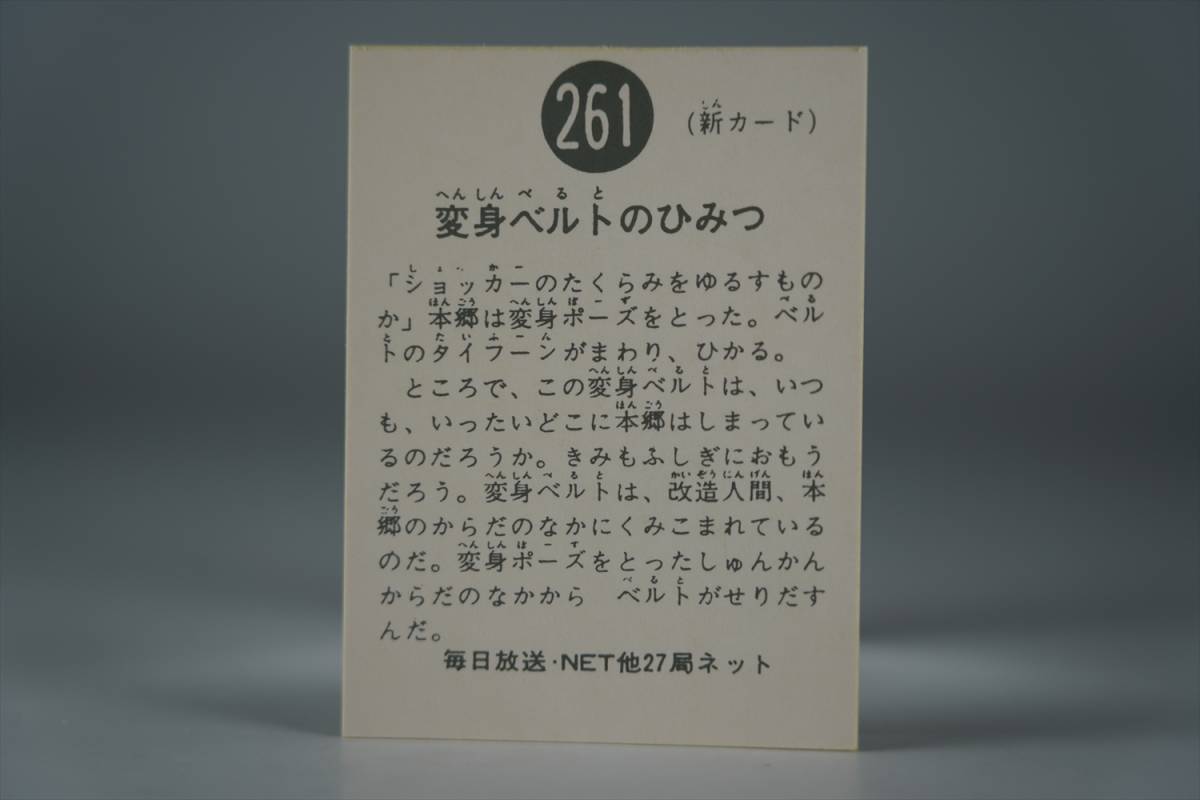 261
(新カード)
変身ベルトのひみつ
「ショッカーのたくらみをゆるすもの
か」本郷は変身ポーズをとった。ベル
トのタイフーンがまわり、ひかる。
ところで、この変身ベルトは、いつ
も、いったいどこに本郷はしまってい
るのだろうか。きみもふしぎにおもう
だろう。変身ベルトは、改造人間、本
郷のからだのなかにくみこまれている
のだ。変身ポーズをとったしゅんかん
からだのなかから ベルトがせりだす
んだ。
毎日放送・NET他27局ネット